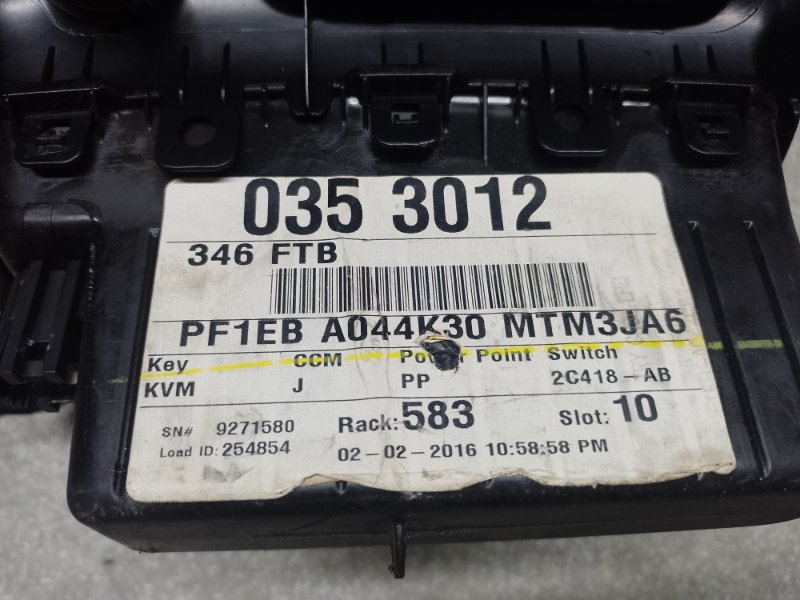 035 3012
346 FTB
PF1EB A044K30 MTM3JA6
Key CCM Power Point Switch
KVM J PP 2C418-AB
SN# 9271580 Rack: 583 Slot: 10
Load ID: 254854 02-02-2016 10:58:58 PM